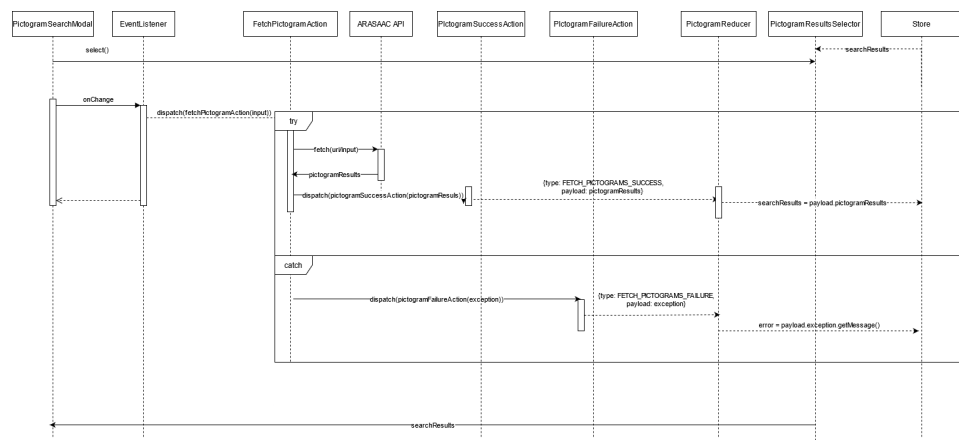 PictogramSearchModal
EventListener
FetchPictogramAction
ARASAAC API
PictogramSuccessAction
PictogramFailureAction
PictogramReducer
PictogramResultsSelector
Store
select()
searchResults
onChange
dispatch(fetchPictogramAction(input))
try
fetch(uri/input)
pictogramResults
dispatch(pictogramSuccessAction(pictogramResuls))
{type: FETCH_PICTOGRAMS_SUCCESS,
payload: pictogramResults}
searchResults = payload.pictogramResults
catch
dispatch(pictogramFailureAction(exception))
{type: FETCH_PICTOGRAMS_FAILURE,
payload: exception}
error = payload.exception.getMessage()
searchResults